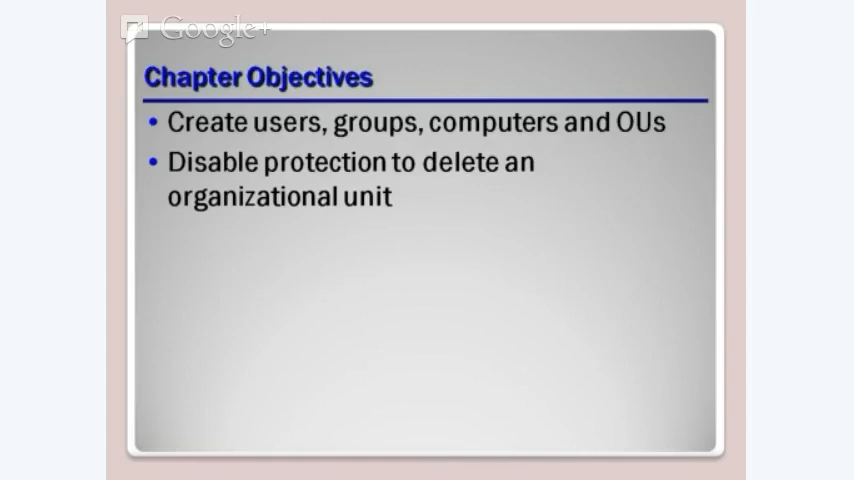 Google+
Chapter Objectives
• Create users, groups, computers and OUs
• Disable protection to delete an
organizational unit